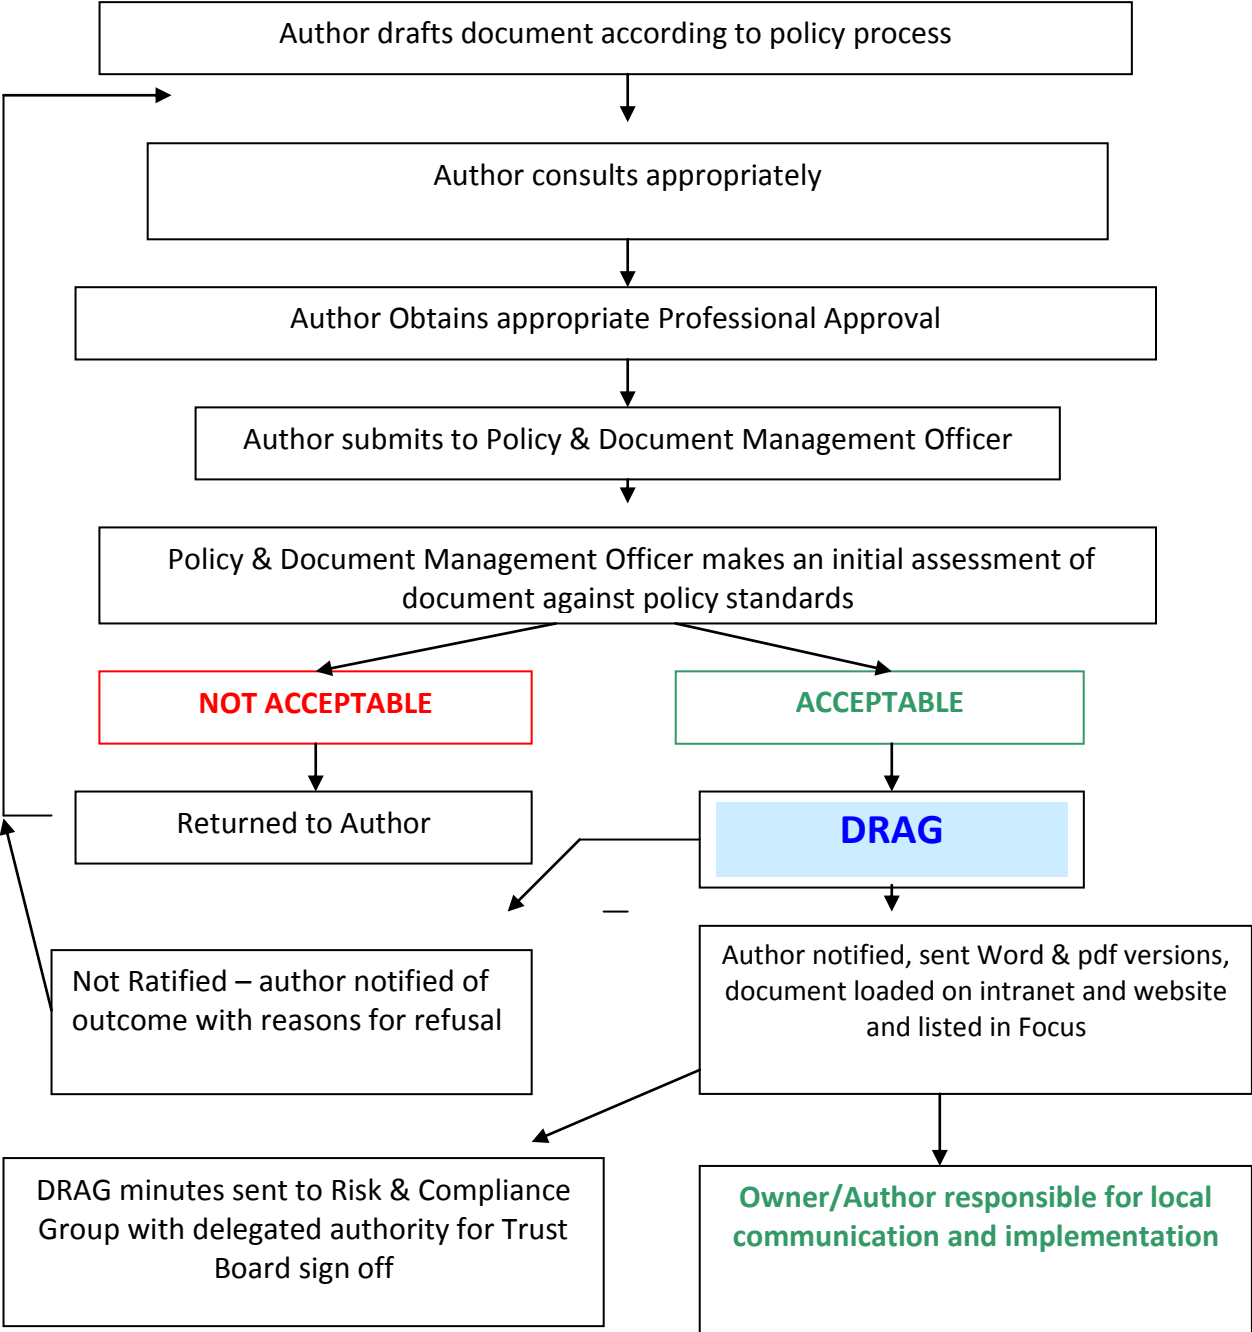 Author drafts document according to policy process
Author consults appropriately
Author Obtains appropriate Professional Approval
Author submits to Policy & Document Management Officer
Policy & Document Management Officer makes an initial assessment of
document against policy standards
NOT ACCEPTABLE
ACCEPTABLE
Returned to Author
DRAG
Not Ratified – author notified of
outcome with reasons for refusal
Author notified, sent Word & pdf versions,
document loaded on intranet and website
and listed in Focus
DRAG minutes sent to Risk & Compliance
Group with delegated authority for Trust
Board sign off
Owner/Author responsible for local
communication and implementation